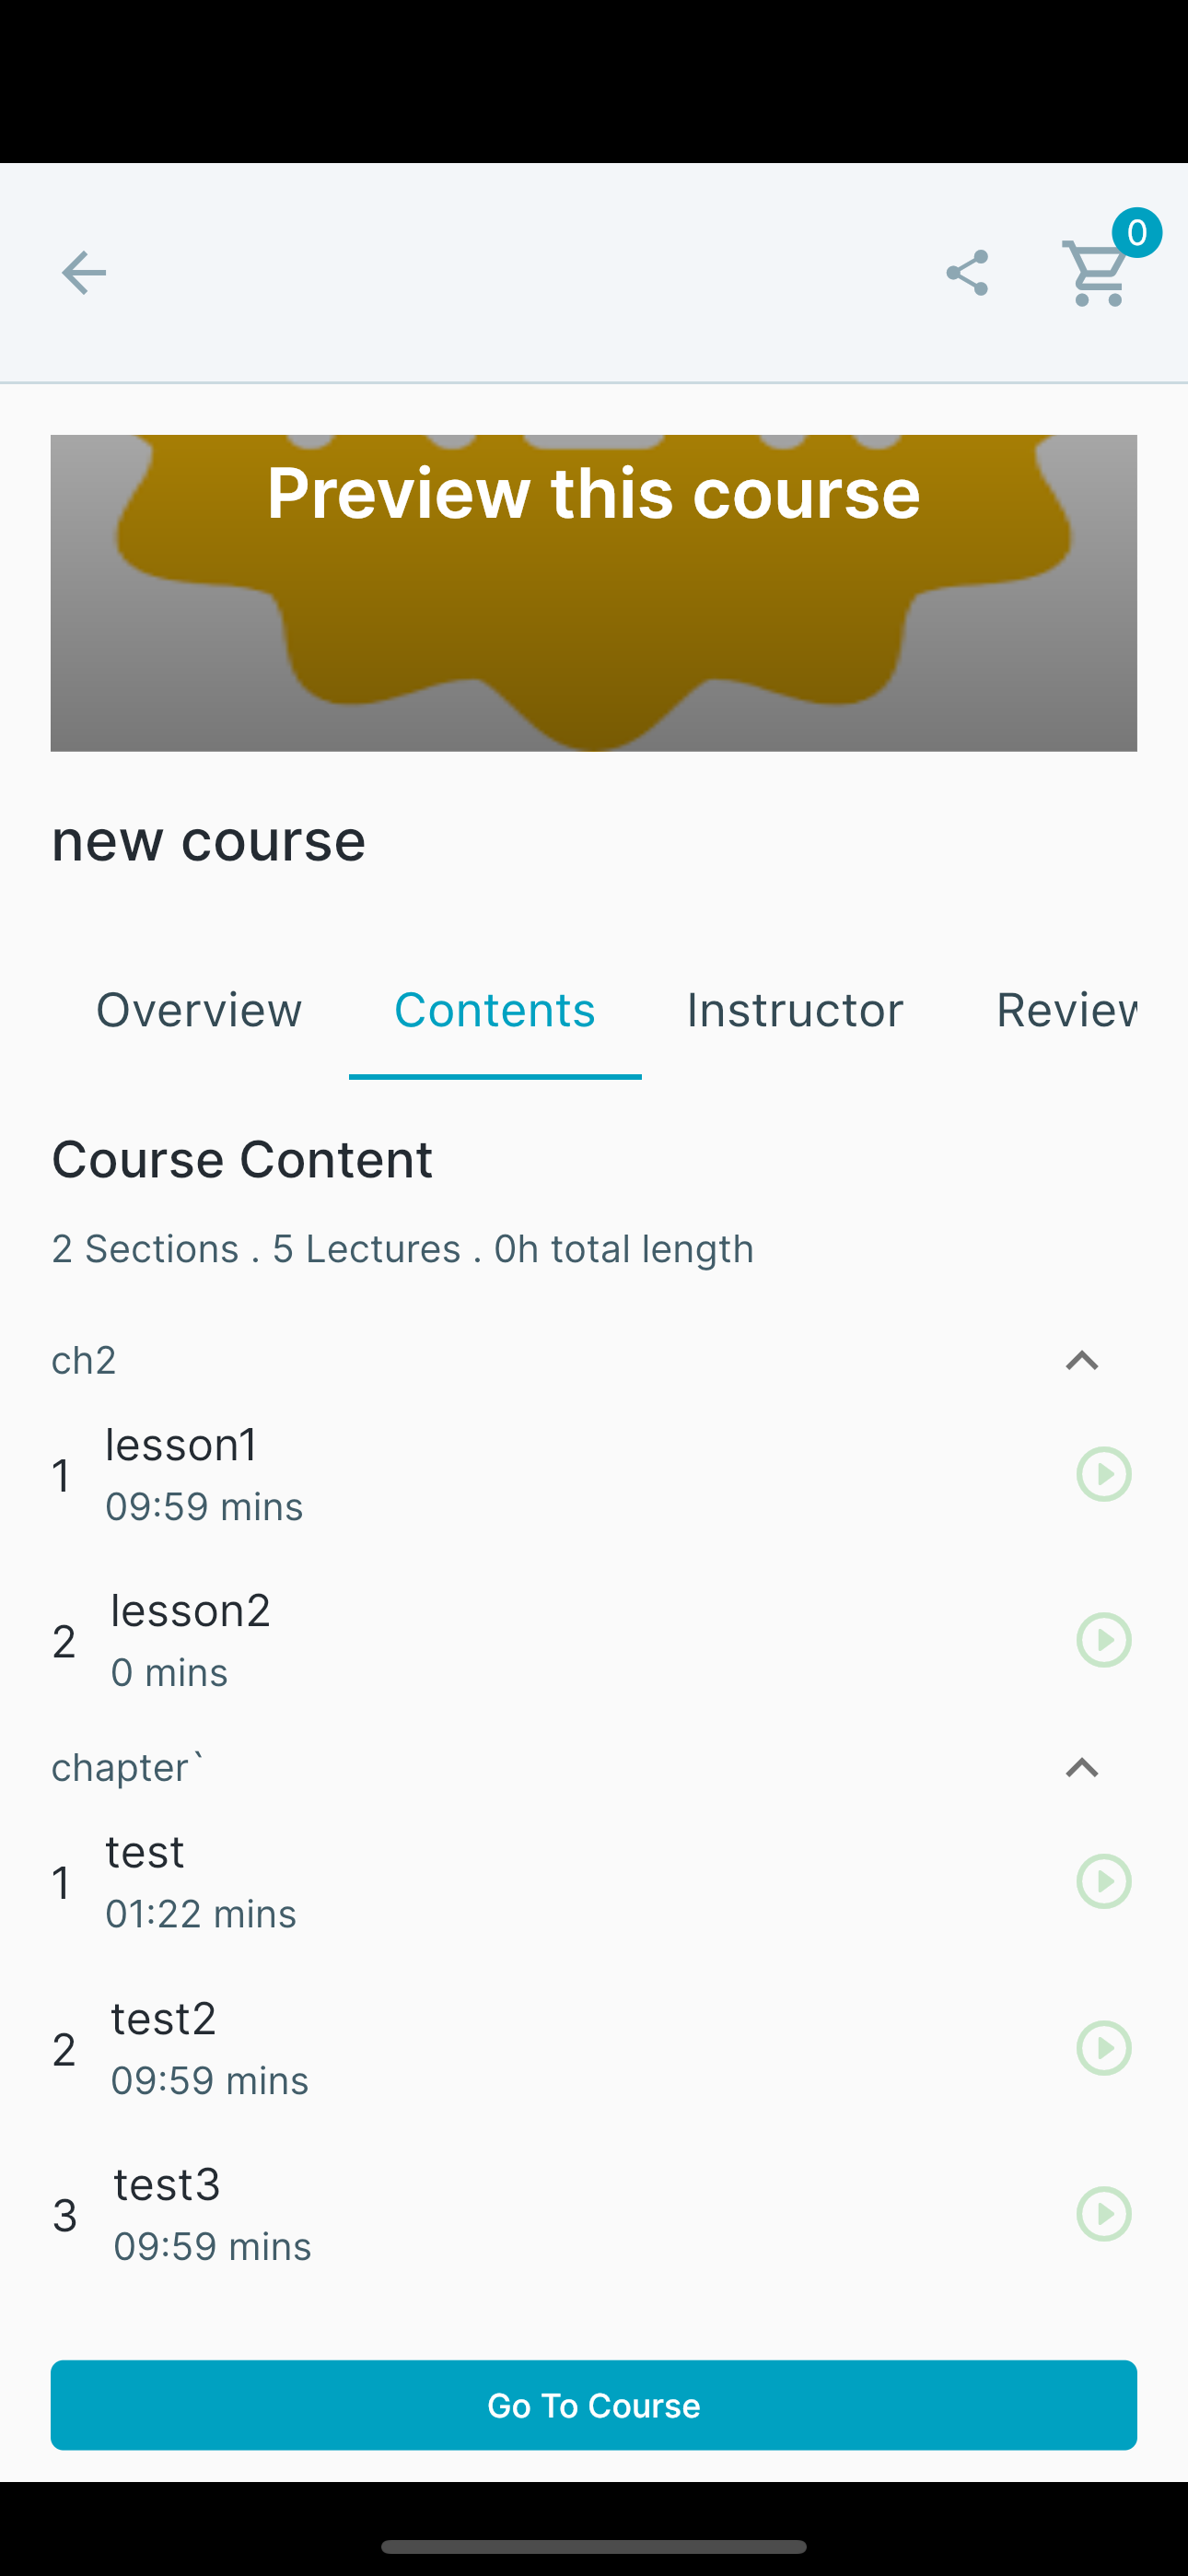 0
Preview this course
new course
Overview Contents Instructor Review
Course Content
2 Sections . 5 Lectures . 0h total length
ch2
1 lesson1
09:59 mins
2 lesson2
0 mins
chapter`
1 test
01:22 mins
2 test2
09:59 mins
3 test3
09:59 mins
Go To Course